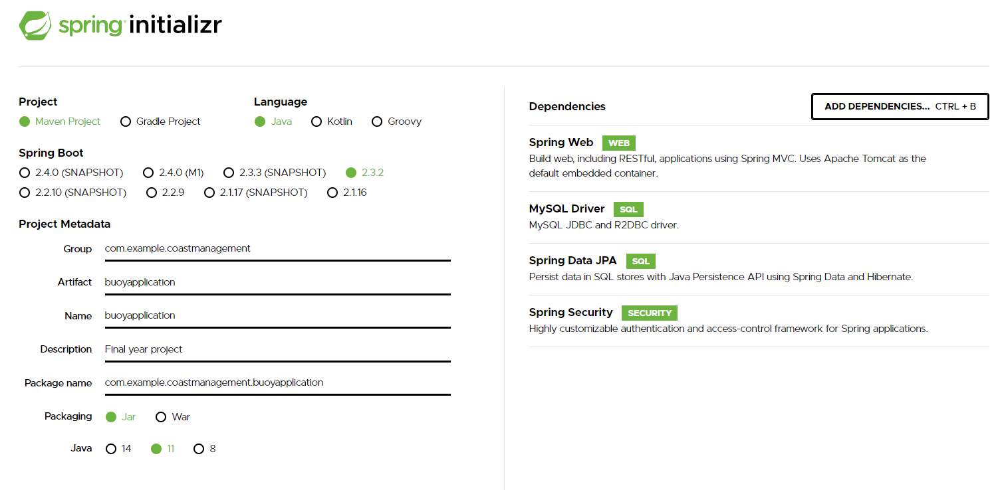 spring initializr
Project
Maven Project Gradle Project
Language
Java Kotlin Groovy
Spring Boot
2.4.0 (SNAPSHOT) 2.4.0 (M1) 2.3.3 (SNAPSHOT) 2.3.2
2.2.10 (SNAPSHOT) 2.2.9 2.1.17 (SNAPSHOT) 2.1.16
Project Metadata
Group com.example.coastmanagement
Artifact buoyapplication
Name buoyapplication
Description Final year project
Package name com.example.coastmanagement.buoyapplication
Packaging Jar War
Java 14 11 8
Dependencies ADD DEPENDENCIES... CTRL + B
Spring Web WEB
Build web, including RESTful, applications using Spring MVC. Uses Apache Tomcat as the
default embedded container.
MySQL Driver SQL
MySQL JDBC and R2DBC driver.
Spring Data JPA SQL
Persist data in SQL stores with Java Persistence API using Spring Data and Hibernate.
Spring Security SECURITY
Highly customizable authentication and access-control framework for Spring applications.